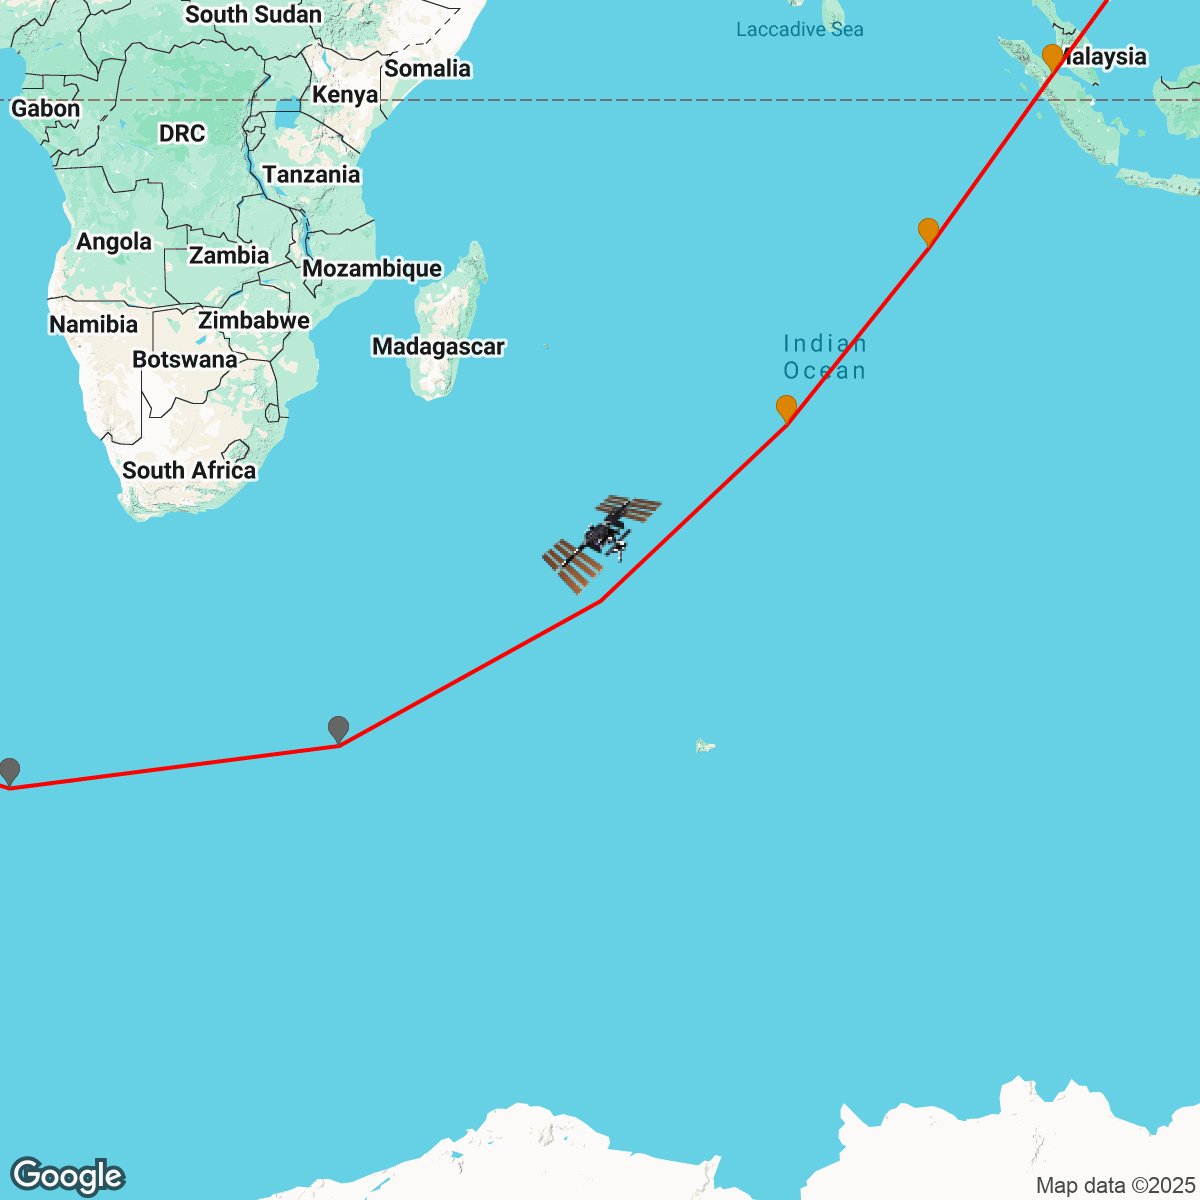 South Sudan
Laccadive Sea
Somalia
Malaysia
Kenya
Gabon
DRC
Tanzania
Angola
Zambia
Mozambique
Namibia
Zimbabwe
Botswana
Madagascar
Indian
Ocean
South Africa
Google
Map data ©2025